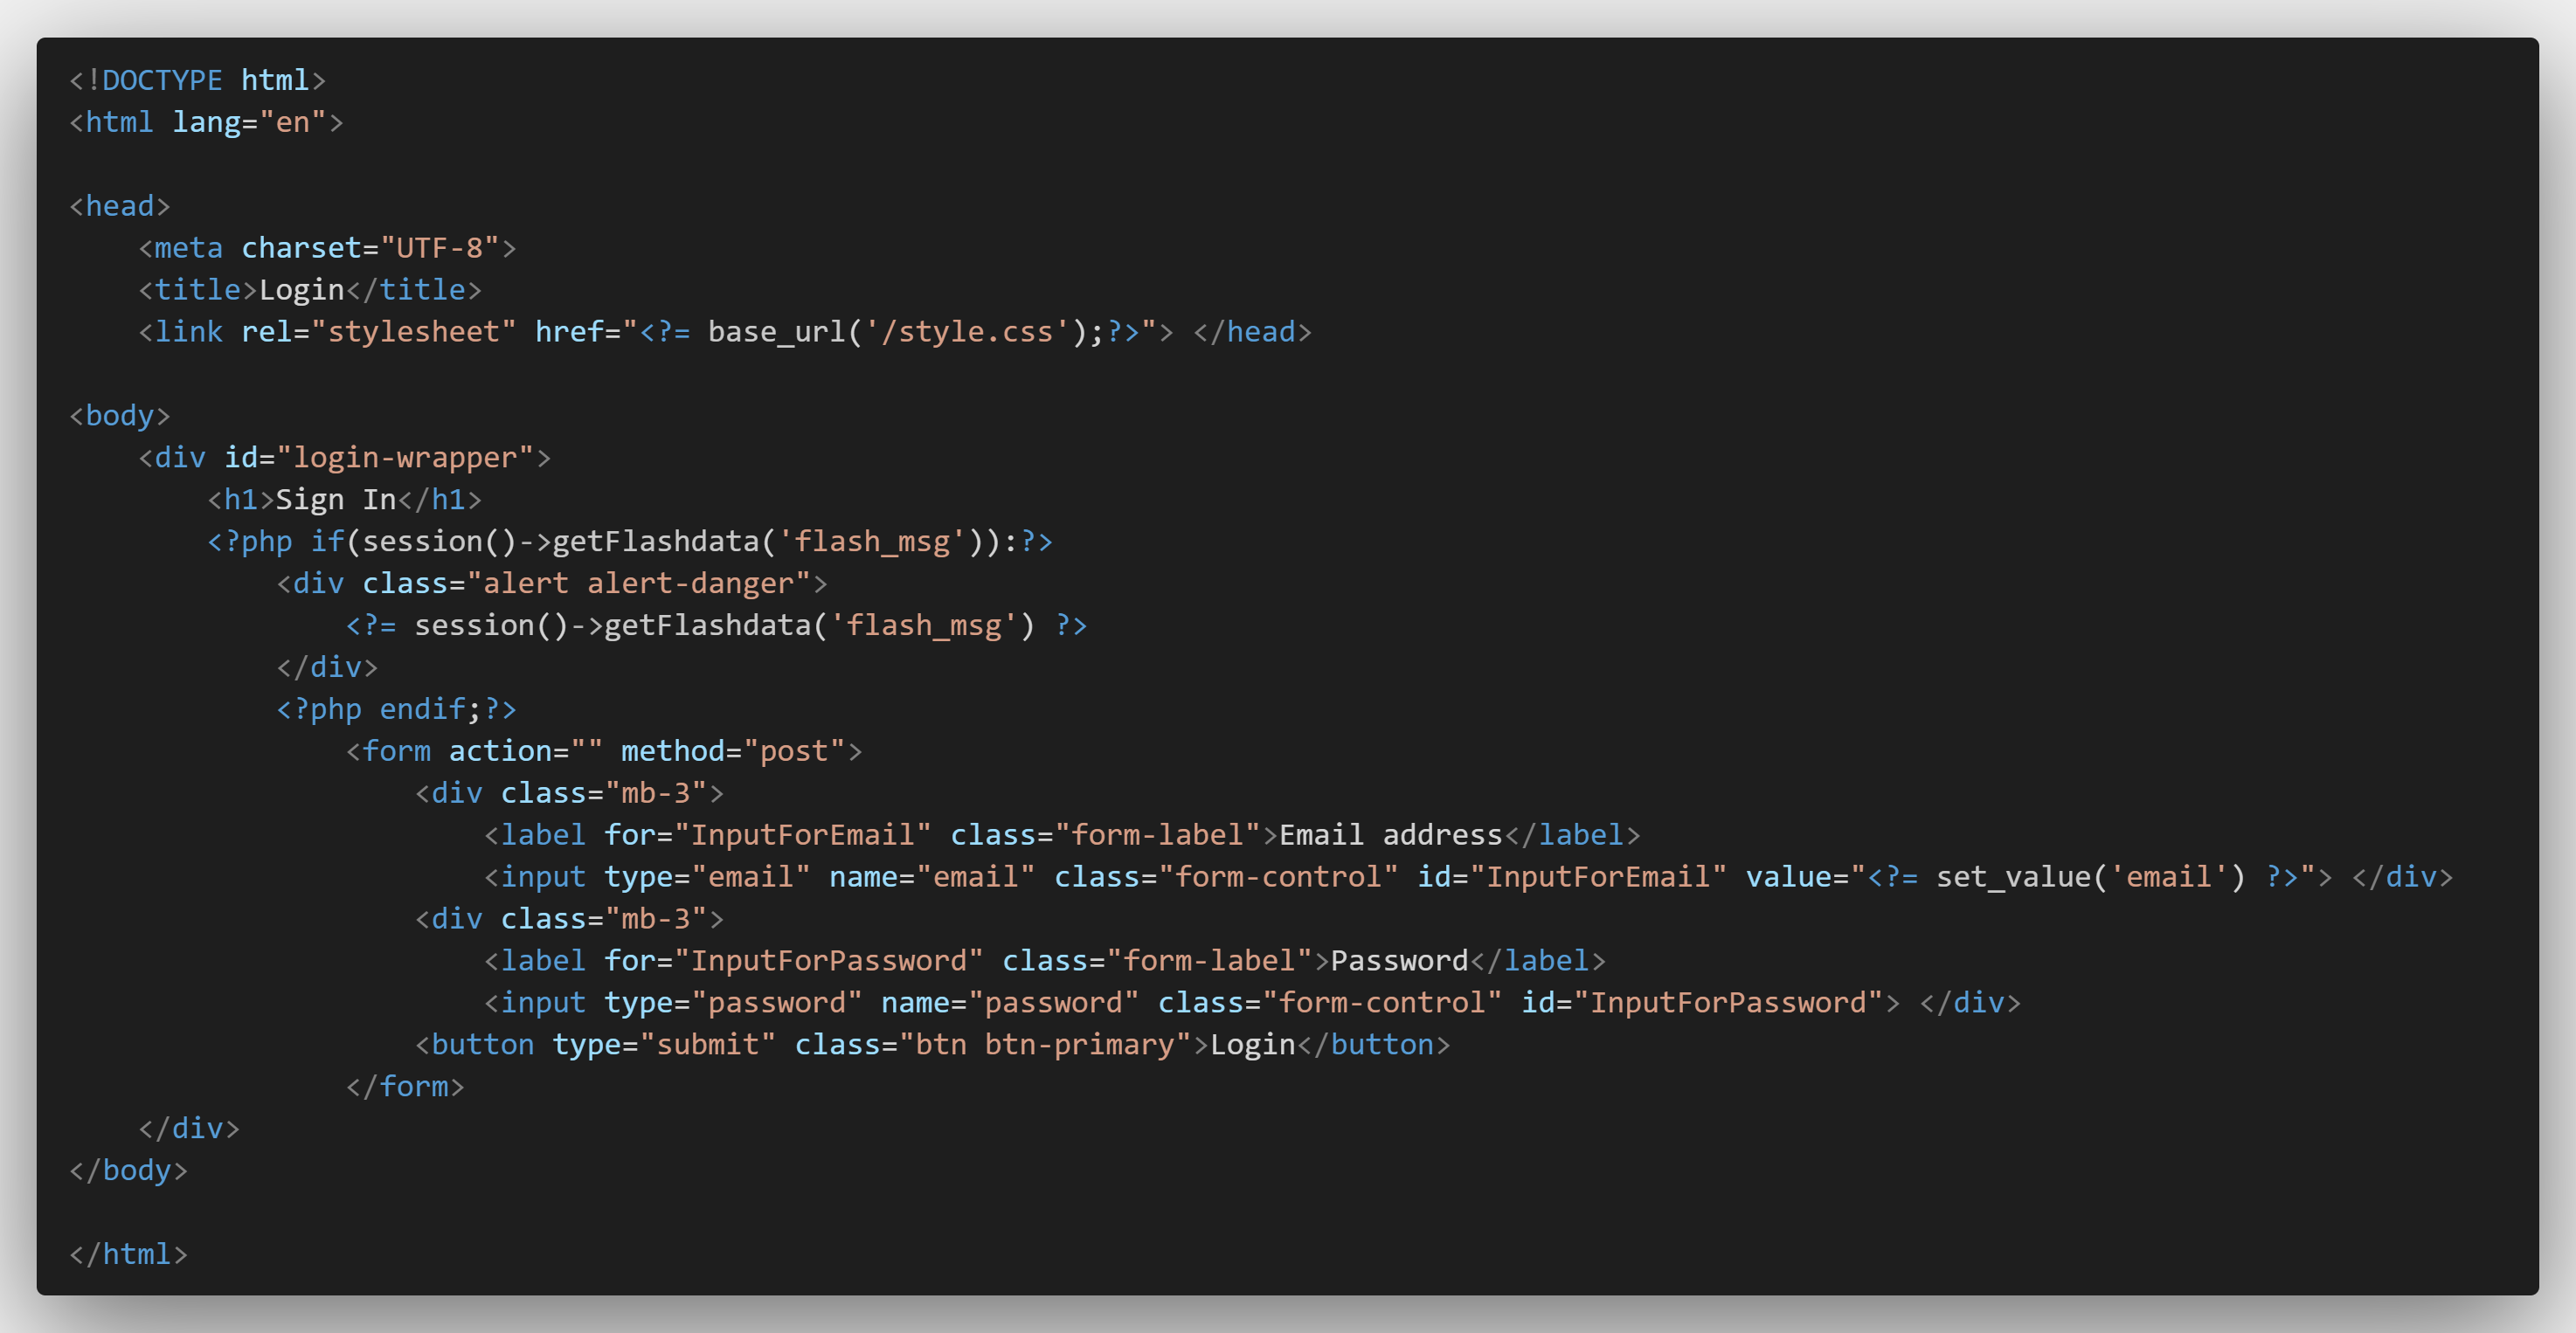 <!DOCTYPE html>
<html lang="en">

<head>
    <meta charset="UTF-8">
    <title>Login</title>
    <link rel="stylesheet" href="<?= base_url('/style.css');?>"> </head>

<body>
    <div id="login-wrapper">
        <h1>Sign In</h1>
        <?php if(session()->getFlashdata('flash_msg')):?>
            <div class="alert alert-danger">
                <?= session()->getFlashdata('flash_msg') ?>
            </div>
            <?php endif;?>
                <form action="" method="post">
                    <div class="mb-3">
                        <label for="InputForEmail" class="form-label">Email address</label>
                        <input type="email" name="email" class="form-control" id="InputForEmail" value="<?= set_value('email') ?>"> </div>
                    <div class="mb-3">
                        <label for="InputForPassword" class="form-label">Password</label>
                        <input type="password" name="password" class="form-control" id="InputForPassword"> </div>
                    <button type="submit" class="btn btn-primary">Login</button>
                </form>
    </div>
</body>

</html>